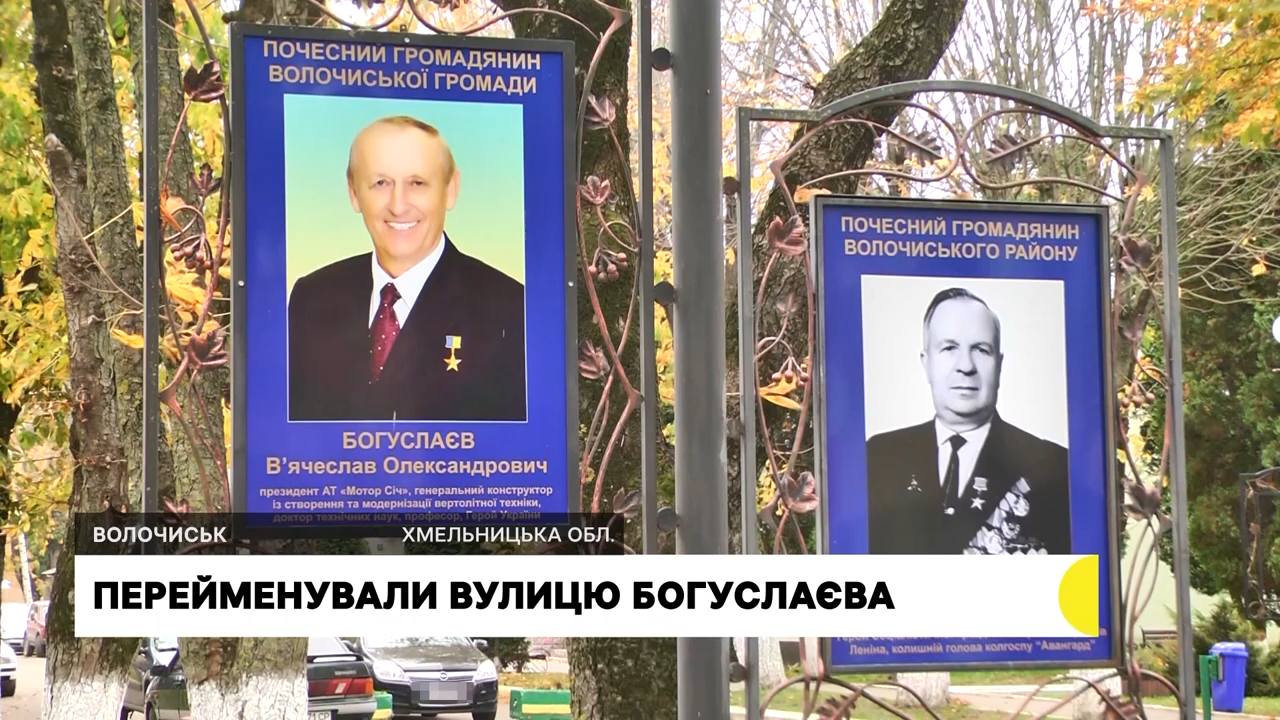 ПОЧЕСНИЙ ГРОМАДЯНИН
ВОЛОЧИСЬКОЇ ГРОМАДИ
БОГУСЛАЄВ
В'ячеслав Олександрович
президент АТ «Мотор Січ», генеральний конструктор
із створення та модернізації вертолітної техніки,
доктор технічних наук, професор, Герой України
ПОЧЕСНИЙ ГРОМАДЯНИН
ВОЛОЧИСЬКОГО РАЙОНУ
Леніна, колишній голова колгоспу "Авангард"
ВОЛОЧИСЬК
ХМЕЛЬНИЦЬКА ОБЛ.
ПЕРЕЙМЕНУВАЛИ ВУЛИЦЮ БОГУСЛАЄВА